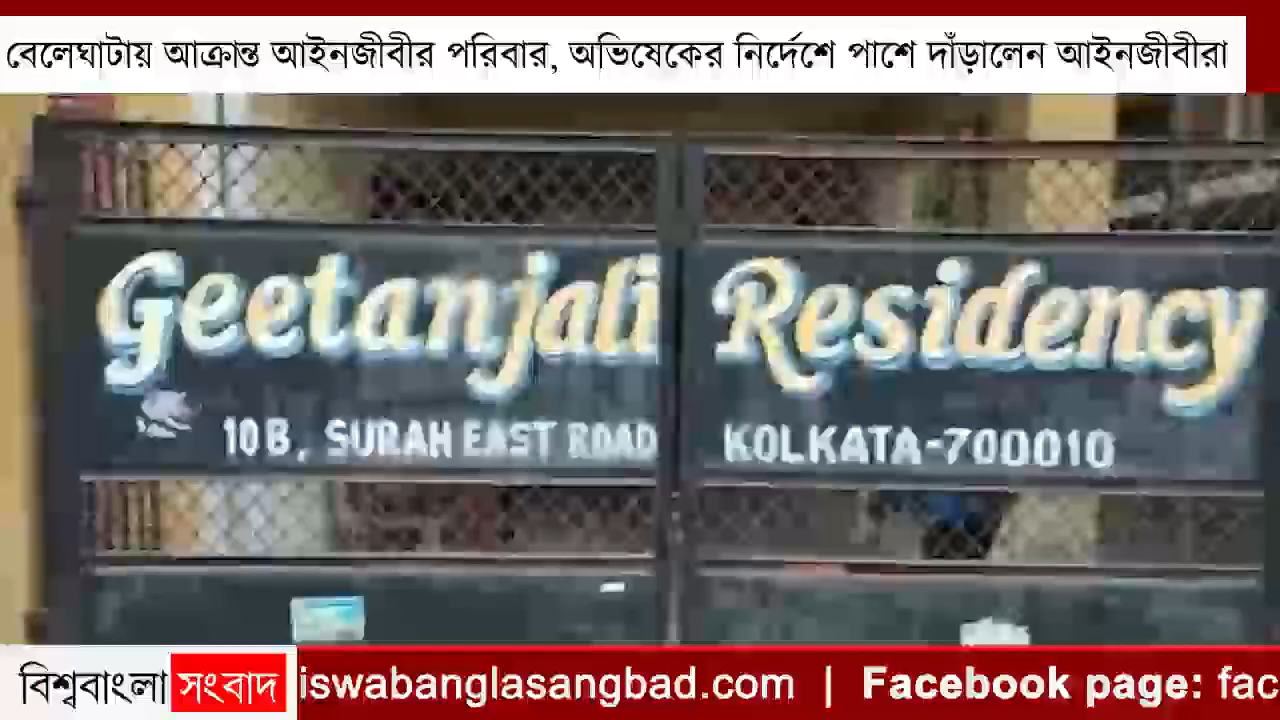 বেলেঘাটায় আক্রান্ত আইনজীবীর পরিবার, অভিষেকের নির্দেশে পাশে দাঁড়ালেন আইনজীবীরা
Geetanjali Residency
10B, SURAH EAST ROAD KOLKATA-700010
বিশ্ববাংলা সংবাদ iswabanglasangbad.com | Facebook page: fac